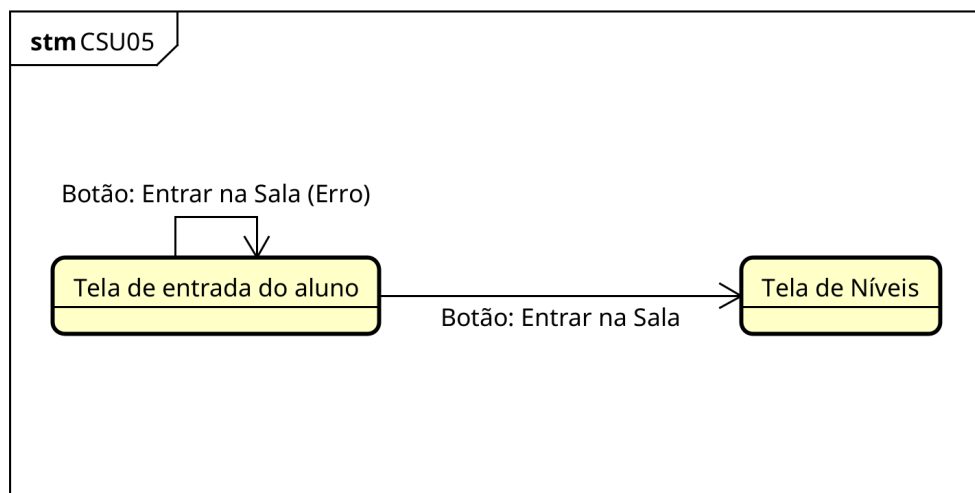 stm CSU05
Botão: Entrar na Sala (Erro)
Tela de entrada do aluno
Botão: Entrar na Sala
Tela de Níveis